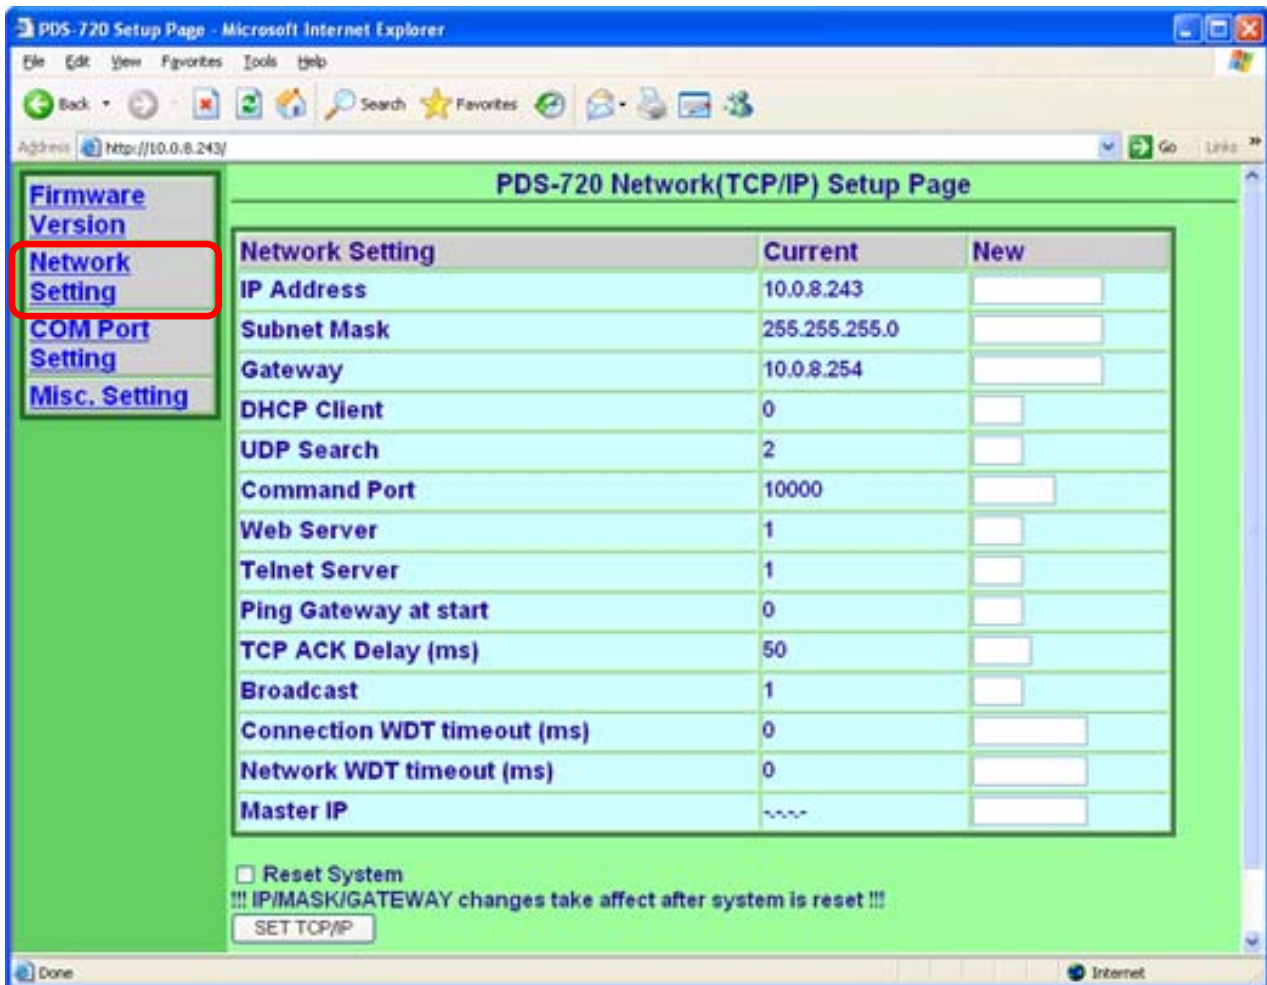 PDS-720 Setup Page - Microsoft Internet Explorer
File Edit View Favorites Tools Help
Back Search Favorites
Address http://10.0.8.243/ Go Links »
Firmware
Version
Network
Setting
COM Port
Setting
Misc. Setting
PDS-720 Network(TCP/IP) Setup Page
Network Setting Current New
IP Address 10.0.8.243
Subnet Mask 255.255.255.0
Gateway 10.0.8.254
DHCP Client 0
UDP Search 2
Command Port 10000
Web Server 1
Telnet Server 1
Ping Gateway at start 0
TCP ACK Delay (ms) 50
Broadcast 1
Connection WDT timeout (ms) 0
Network WDT timeout (ms) 0
Master IP -.-.-.-
Reset System
!!! IP/MASK/GATEWAY changes take affect after system is reset !!!
SET TCP/IP
Done Internet